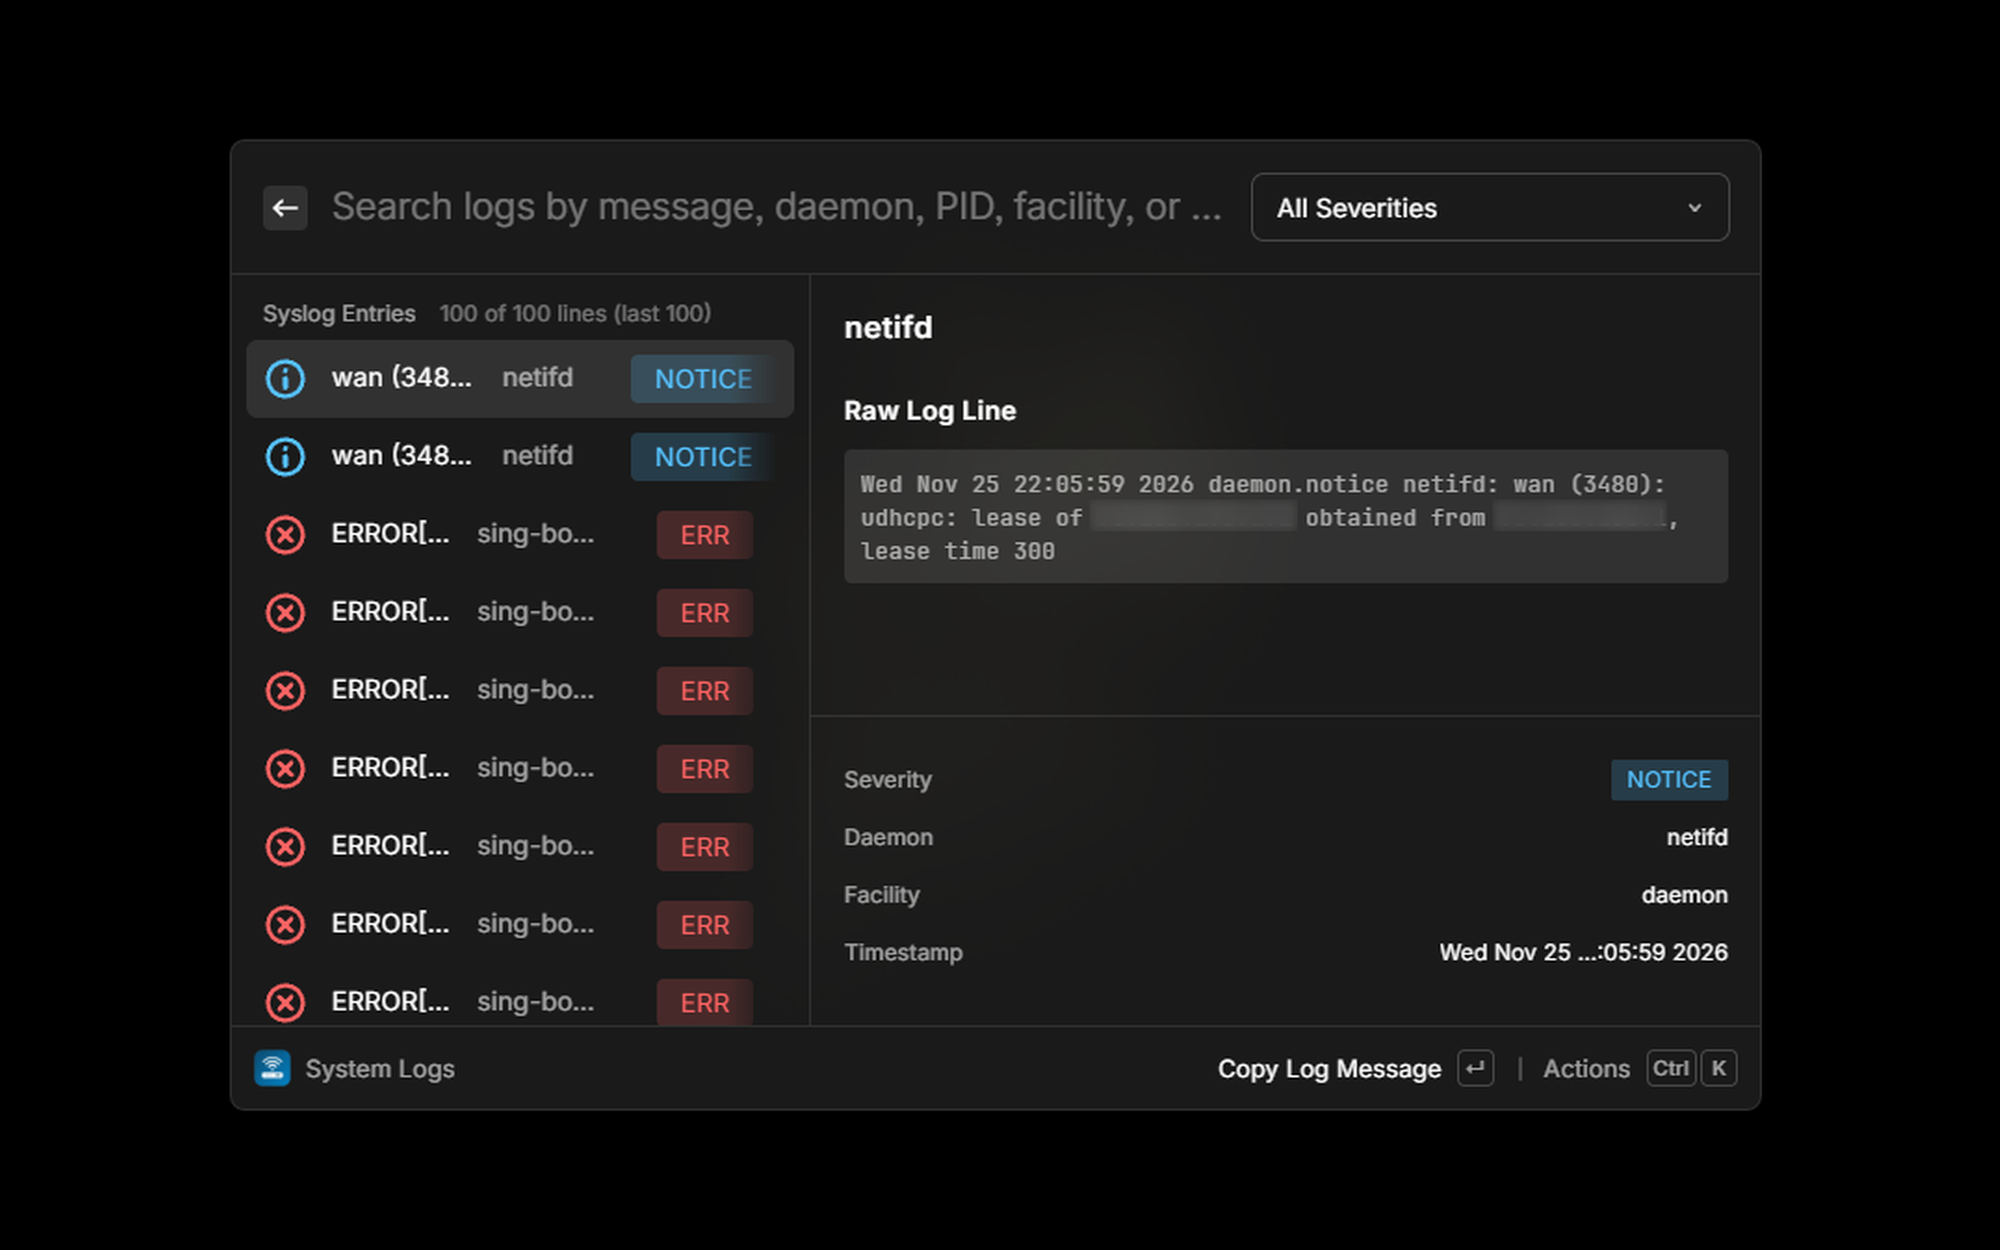 Search logs by message, daemon, PID, facility, or ...
All Severities
Syslog Entries 100 of 100 lines (last 100)
wan (348... netifd NOTICE
wan (348... netifd NOTICE
ERROR[... sing-bo... ERR
ERROR[... sing-bo... ERR
ERROR[... sing-bo... ERR
ERROR[... sing-bo... ERR
ERROR[... sing-bo... ERR
ERROR[... sing-bo... ERR
ERROR[... sing-bo... ERR
netifd
Raw Log Line
Wed Nov 25 22:05:59 2026 daemon.notice netifd: wan (3480):
udhcpc: lease of obtained from ,
lease time 300
Severity NOTICE
Daemon netifd
Facility daemon
Timestamp Wed Nov 25 ...:05:59 2026
System Logs
Copy Log Message
Actions Ctrl K